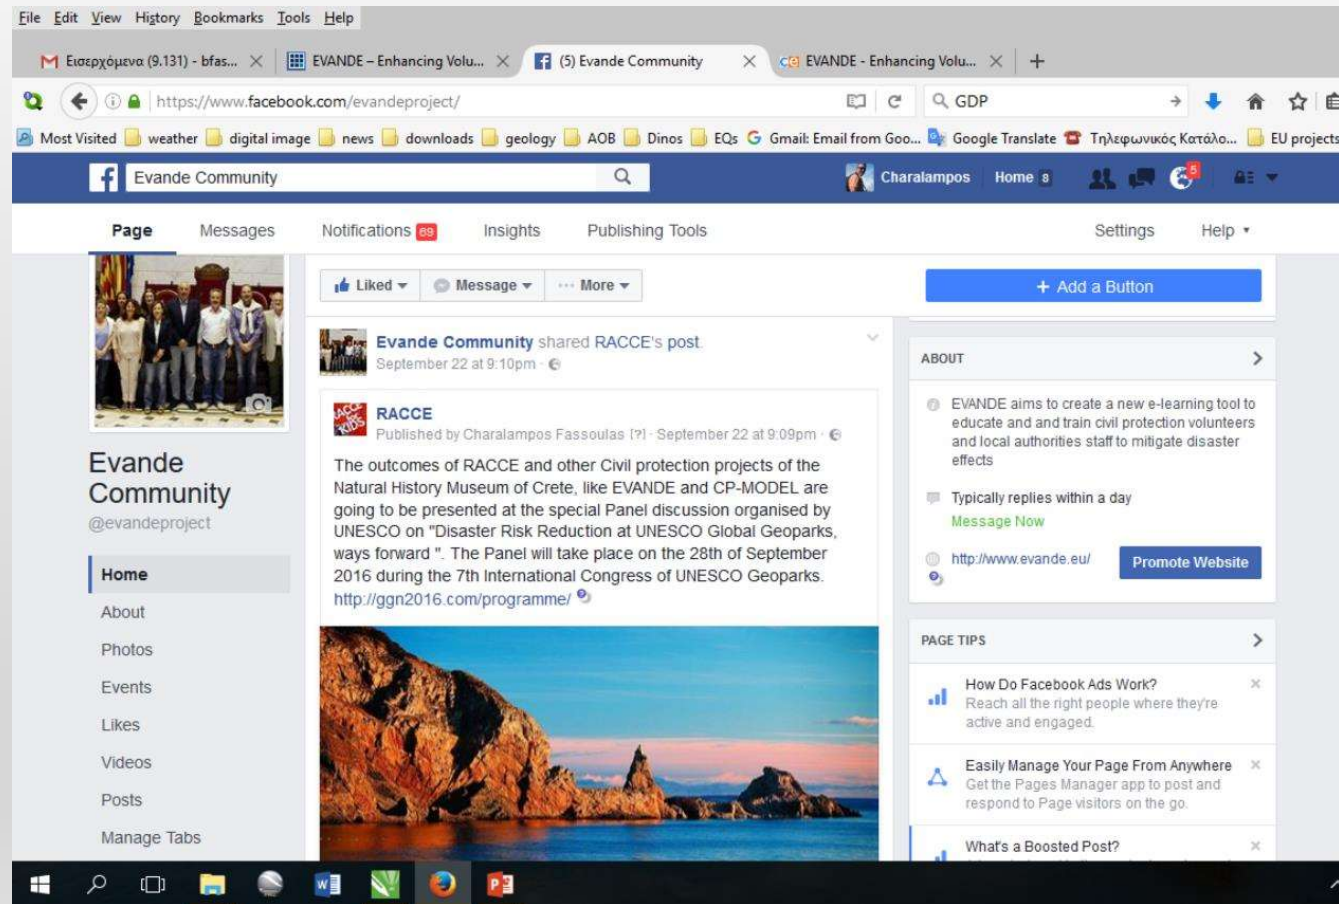 File Edit View History Bookmarks Tools Help
Εισερχόμενα (9.131) - bfas...
EVANDE – Enhancing Volu...
(5) Evande Community
EVANDE - Enhancing Volu...
https://www.facebook.com/evandeproject/
GDP
Most Visited weather digital image news downloads geology AOB Dinos EQs Gmail: Email from Goo... Google Translate Τηλεφωνικός Κατάλο... EU projects
Evande Community
Charalampos Home 8
5
Page Messages Notifications 69 Insights Publishing Tools Settings Help
Liked Message ··· More
+ Add a Button
Evande Community
@evandeproject
Home
About
Photos
Events
Likes
Videos
Posts
Manage Tabs
Evande Community shared RACCE's post.
September 22 at 9:10pm ·
RACCE
KIDS
RACCE
Published by Charalampos Fassoulas [?] · September 22 at 9:09pm ·
The outcomes of RACCE and other Civil protection projects of the
Natural History Museum of Crete, like EVANDE and CP-MODEL are
going to be presented at the special Panel discussion organised by
UNESCO on "Disaster Risk Reduction at UNESCO Global Geoparks,
ways forward ". The Panel will take place on the 28th of September
2016 during the 7th International Congress of UNESCO Geoparks.
http://ggn2016.com/programme/
ABOUT
EVANDE aims to create a new e-learning tool to
educate and and train civil protection volunteers
and local authorities staff to mitigate disaster
effects
Typically replies within a day
Message Now
http://www.evande.eu/
Promote Website
PAGE TIPS
How Do Facebook Ads Work?
Reach all the right people where they're
active and engaged.
Easily Manage Your Page From Anywhere
Get the Pages Manager app to post and
respond to Page visitors on the go.
What's a Boosted Post?